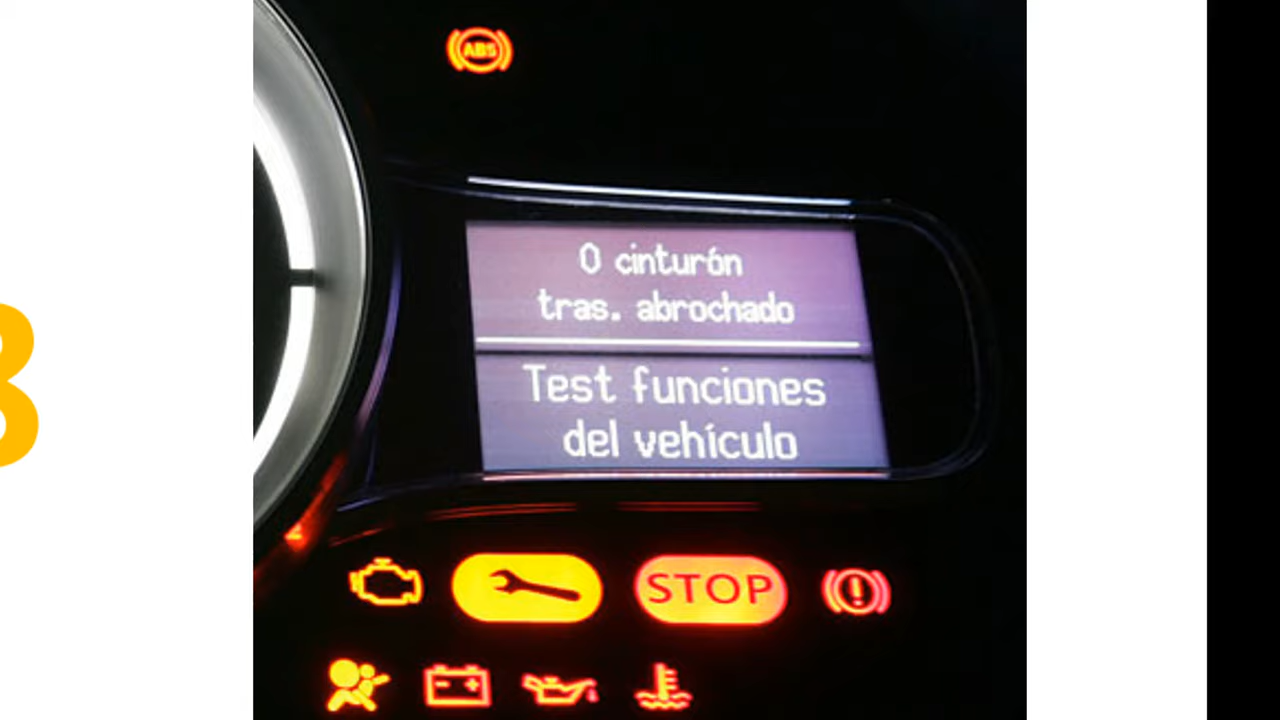 ABS
0 cinturón
tras. abrochado
Test funciones
del vehículo
STOP